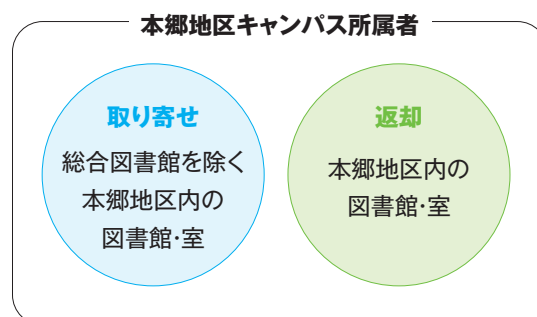 本郷地区キャンパス所属者
取り寄せ
総合図書館を除く
本郷地区内の
図書館･室
返却
本郷地区内の
図書館･室